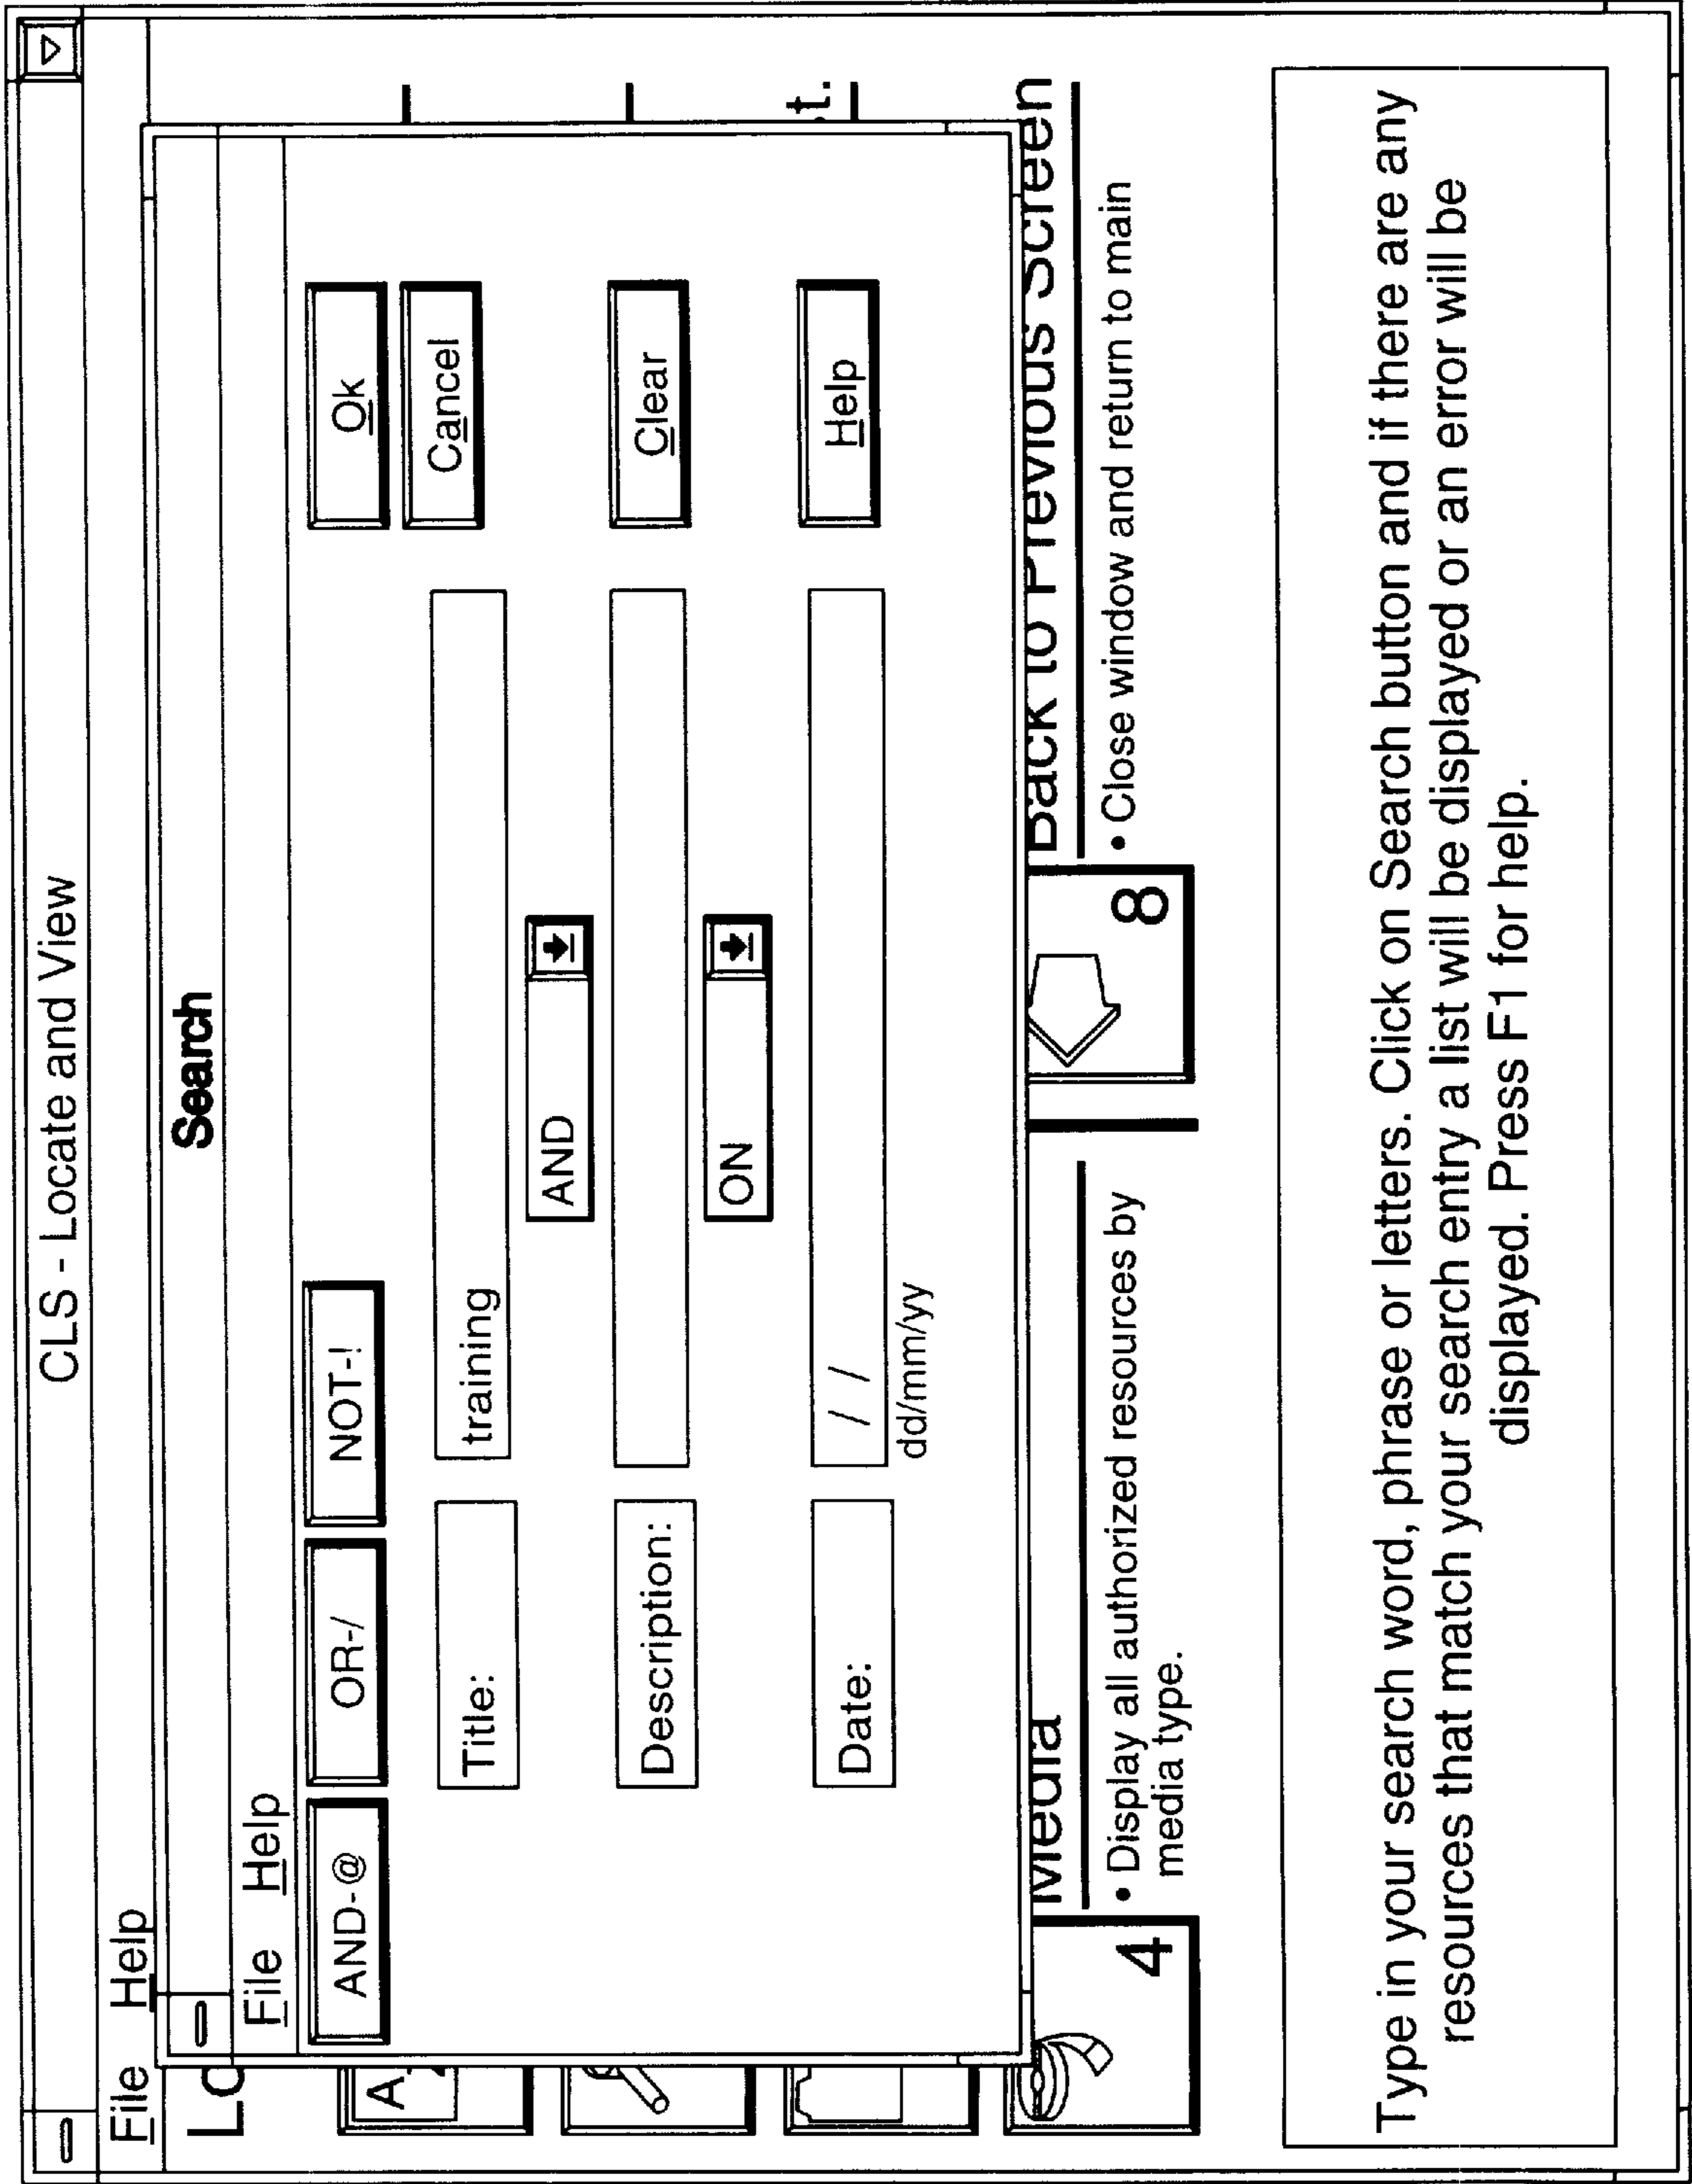 CLS - Locate and View
File Help
Search
File Help
AND-@ OR-/ NOT-! Ok
Cancel
Title: training
AND
Description: Clear
ON
Date: / / Help
dd/mm/yy
A
t.
Media
• Display all authorized resources by
media type.
4
Back to Previous Screen
• Close window and return to main
8
Type in your search word, phrase or letters. Click on Search button and if there are any
resources that match your search entry a list will be displayed or an error will be
displayed. Press F1 for help.